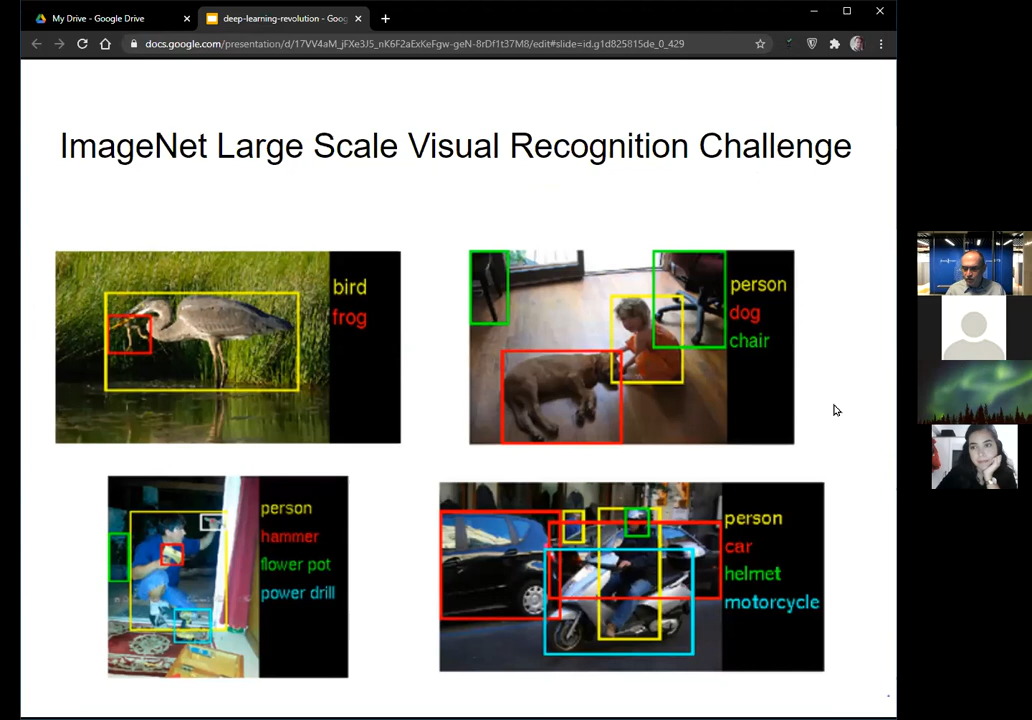 My Drive - Google Drive
deep-learning-revolution - Goog
docs.google.com/presentation/d/17VV4aM_jFXe3J5_nK6F2aExKeFgw-geN-8rDf1t37M8/edit#slide=id.g1d825815de_0_429
ImageNet Large Scale Visual Recognition Challenge
bird
frog
person
dog
chair
person
hammer
flower pot
power drill
person
car
helmet
motorcycle